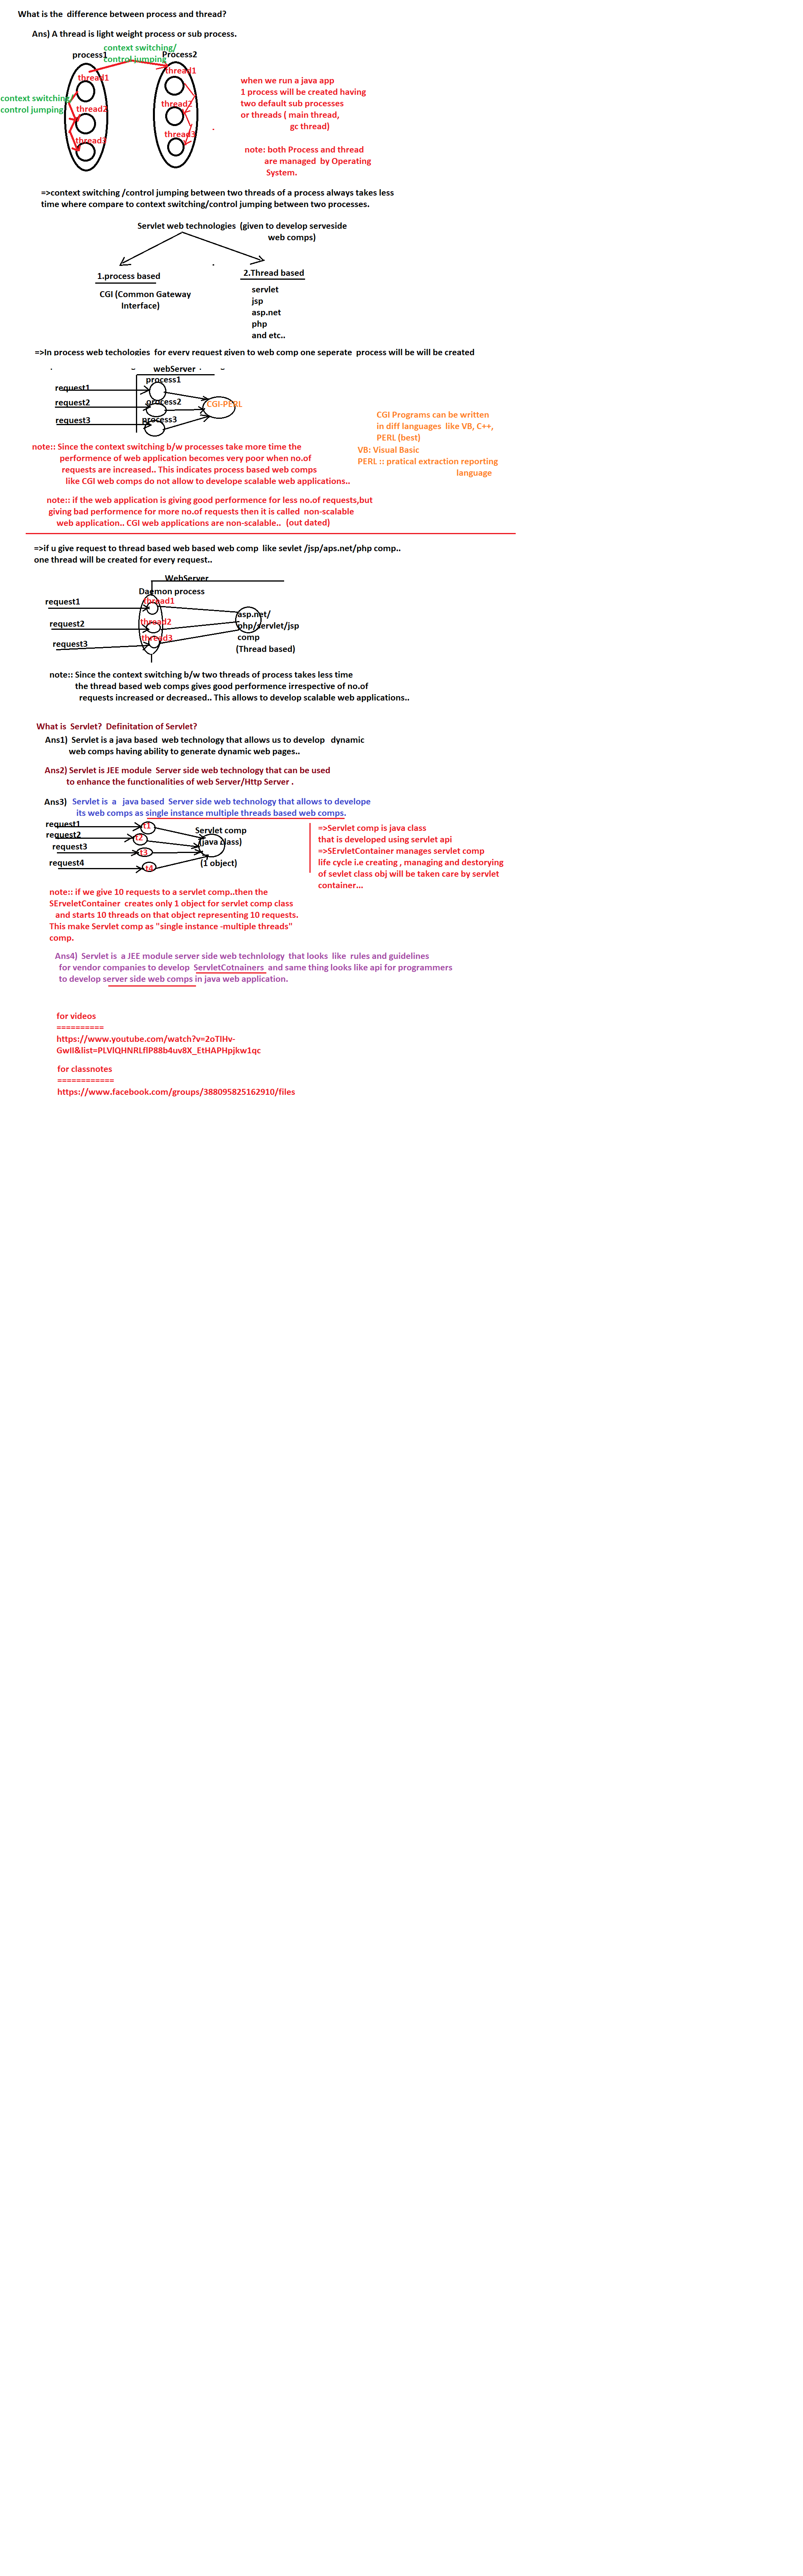 What is the  difference between process and thread?
Ans) A thread is light weight process or sub process.
context switching/
control jumping
process1
Process2
thread1
thread2
thread3
thread1
thread2
thread3
context switching/
control jumping
when we run a java app
1 process will be created having
two default sub processes
or threads ( main thread,
gc thread)
note: both Process and thread
are managed  by Operating
System.
=>context switching /control jumping between two threads of a process always takes less
time where compare to context switching/control jumping between two processes.
Servlet web technologies  (given to develop serveside
web comps)
1.process based
CGI (Common Gateway
Interface)
2.Thread based
servlet
jsp
asp.net
php
and etc..
=>In process web techologies  for every request given to web comp one seperate  process will be will be created
webServer
process1
request1
request2
process2
request3
process3
CGI-PERL
CGI Programs can be written
in diff languages  like VB, C++,
PERL (best)
VB: Visual Basic
PERL :: pratical extraction reporting
language
note:: Since the context switching b/w processes take more time the
performence of web application becomes very poor when no.of
requests are increased.. This indicates process based web comps
like CGI web comps do not allow to develope scalable web applications..
note:: if the web application is giving good performence for less no.of requests,but
giving bad performence for more no.of requests then it is called  non-scalable
web application.. CGI web applications are non-scalable..  (out dated)
=>if u give request to thread based web based web comp  like sevlet /jsp/aps.net/php comp..
one thread will be created for every request..
WebServer
Daemon process
request1
thread1
request2
thread2
request3
thread3
asp.net/
php/servlet/jsp
comp
(Thread based)
note:: Since the context switching b/w two threads of process takes less time
the thread based web comps gives good performence irrespective of no.of
requests increased or decreased.. This allows to develop scalable web applications..
What is  Servlet?  Definition of Servlet?
Ans1)  Servlet is a java based  web technology that allows us to develop   dynamic
web comps having ability to generate dynamic web pages..
Ans2) Servlet is JEE module  Server side web technology that can be used
to enhance the functionalities of web Server/Http Server .
Ans3)  Servlet is  a   java based  Server side web technology that allows to develope
its web comps as single instance multiple threads based web comps.
request1
t1
request2
t2
request3
t3
request4
t4
Servlet comp
(java class)
(1 object)
=>Servlet comp is java class
that is developed using servlet api
=>SErvletContainer manages servlet comp
life cycle i.e creating , managing and destorying
of sevlet class obj will be taken care by servlet
container...
note:: if we give 10 requests to a servlet comp..then the
SErveletContainer  creates only 1 object for servlet comp class
and starts 10 threads on that object representing 10 requests.
This make Servlet comp as "single instance -multiple threads"
comp.
Ans4)  Servlet is  a JEE module server side web technlology  that looks  like  rules and guidelines
for vendor companies to develop  ServletCotnainers  and same thing looks like api for programmers
to develop server side web comps in java web application.
for videos
==========
https://www.youtube.com/watch?v=2oTIHv-
GwII&list=PLVlQHNRLflP88b4uv8X_EtHAPHpjkw1qc
for classnotes
============
https://www.facebook.com/groups/388095825162910/files